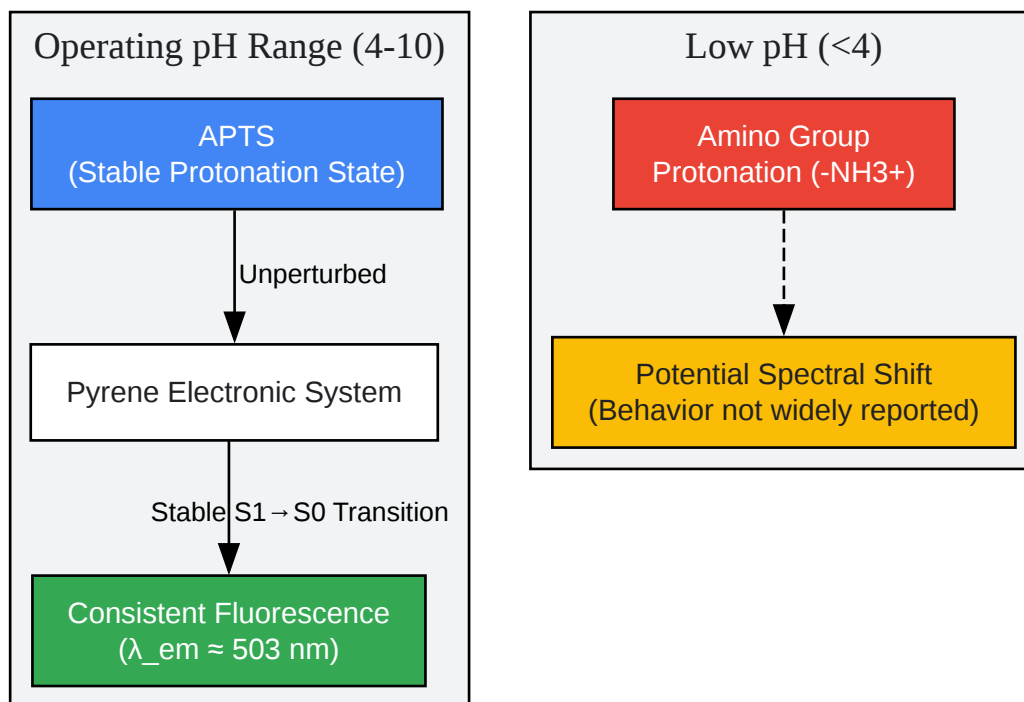 Operating pH Range (4-10)
APTS
(Stable Protonation State)
Unperturbed
Pyrene Electronic System
Stable S1→S0 Transition
Consistent Fluorescence
(λ_em ≈ 503 nm)
Low pH (<4)
Amino Group
Protonation (-NH3+)
Potential Spectral Shift
(Behavior not widely reported)